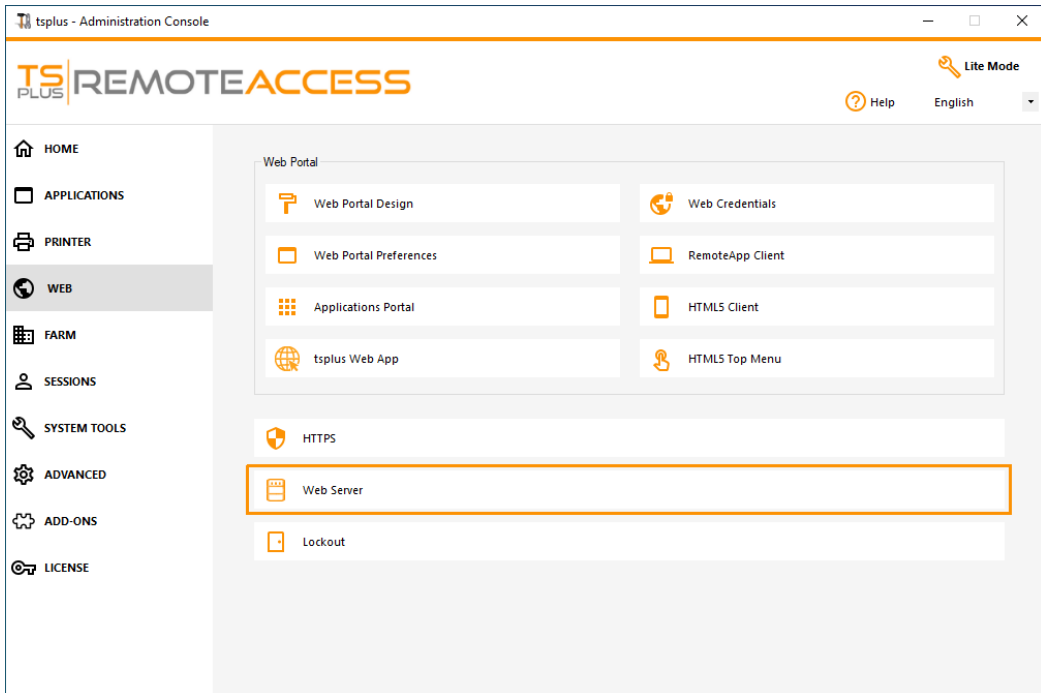 tsplus - Administration Console
TS PLUS REMOTEACCESS
Lite Mode
Help
English
HOME
APPLICATIONS
PRINTER
WEB
FARM
SESSIONS
SYSTEM TOOLS
ADVANCED
ADD-ONS
LICENSE
Web Portal
Web Portal Design
Web Credentials
Web Portal Preferences
RemoteApp Client
Applications Portal
HTML5 Client
tsplus Web App
HTML5 Top Menu
HTTPS
Web Server
Lockout